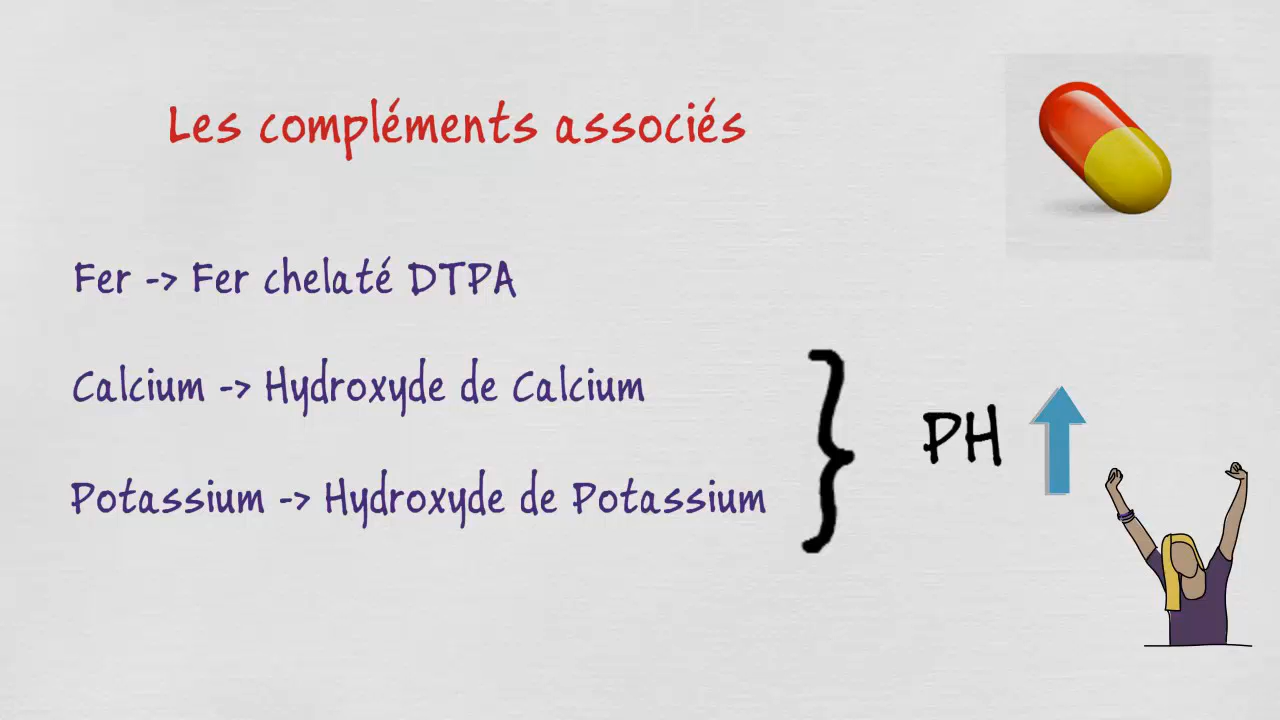 Les compléments associés
Fer -> Fer chelaté DTPA
Calcium -> Hydroxyde de Calcium
Potassium -> Hydroxyde de Potassium
PH